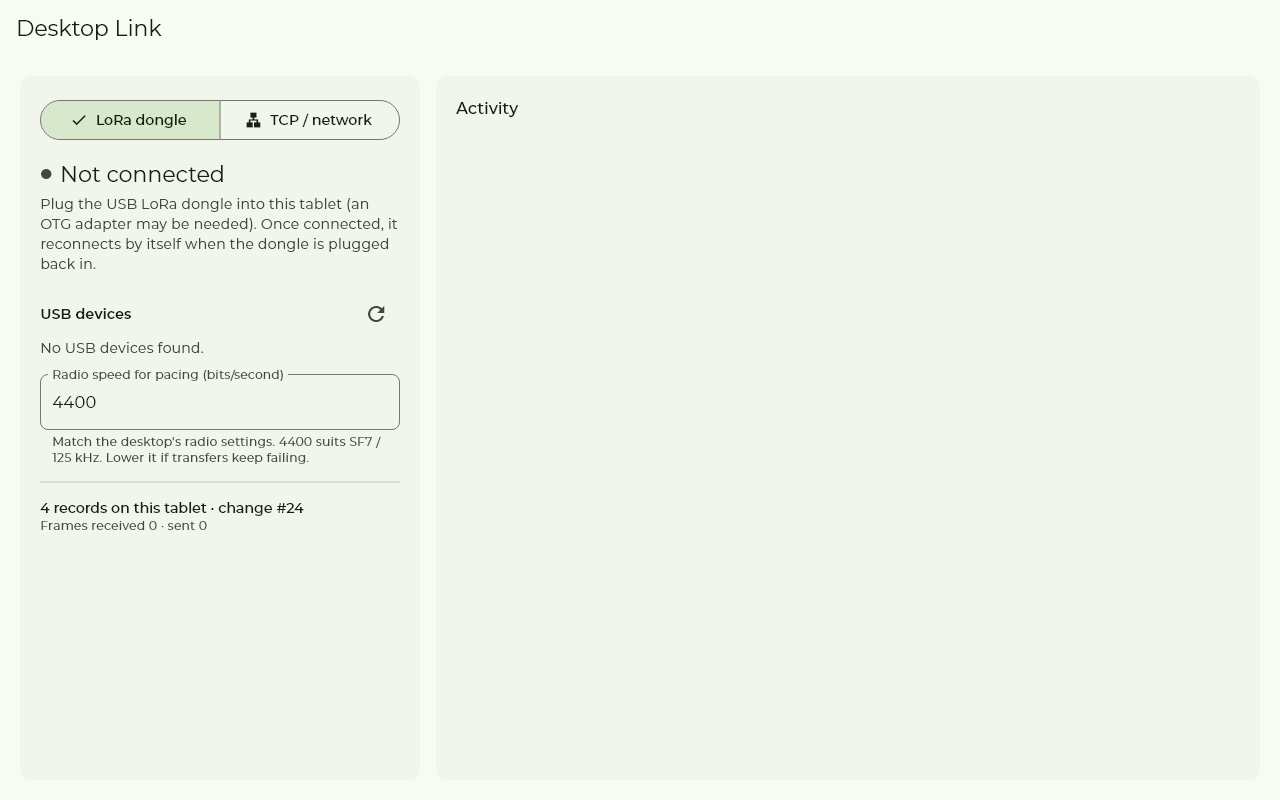 Desktop Link
LoRa dongle
TCP / network
Not connected
Plug the USB LoRa dongle into this tablet (an
OTG adapter may be needed). Once connected, it
reconnects by itself when the dongle is plugged
back in.
USB devices
No USB devices found.
Radio speed for pacing (bits/second)
4400
Match the desktop's radio settings. 4400 suits SF7 /
125 kHz. Lower it if transfers keep failing.
4 records on this tablet · change #24
Frames received 0 · sent 0
Activity